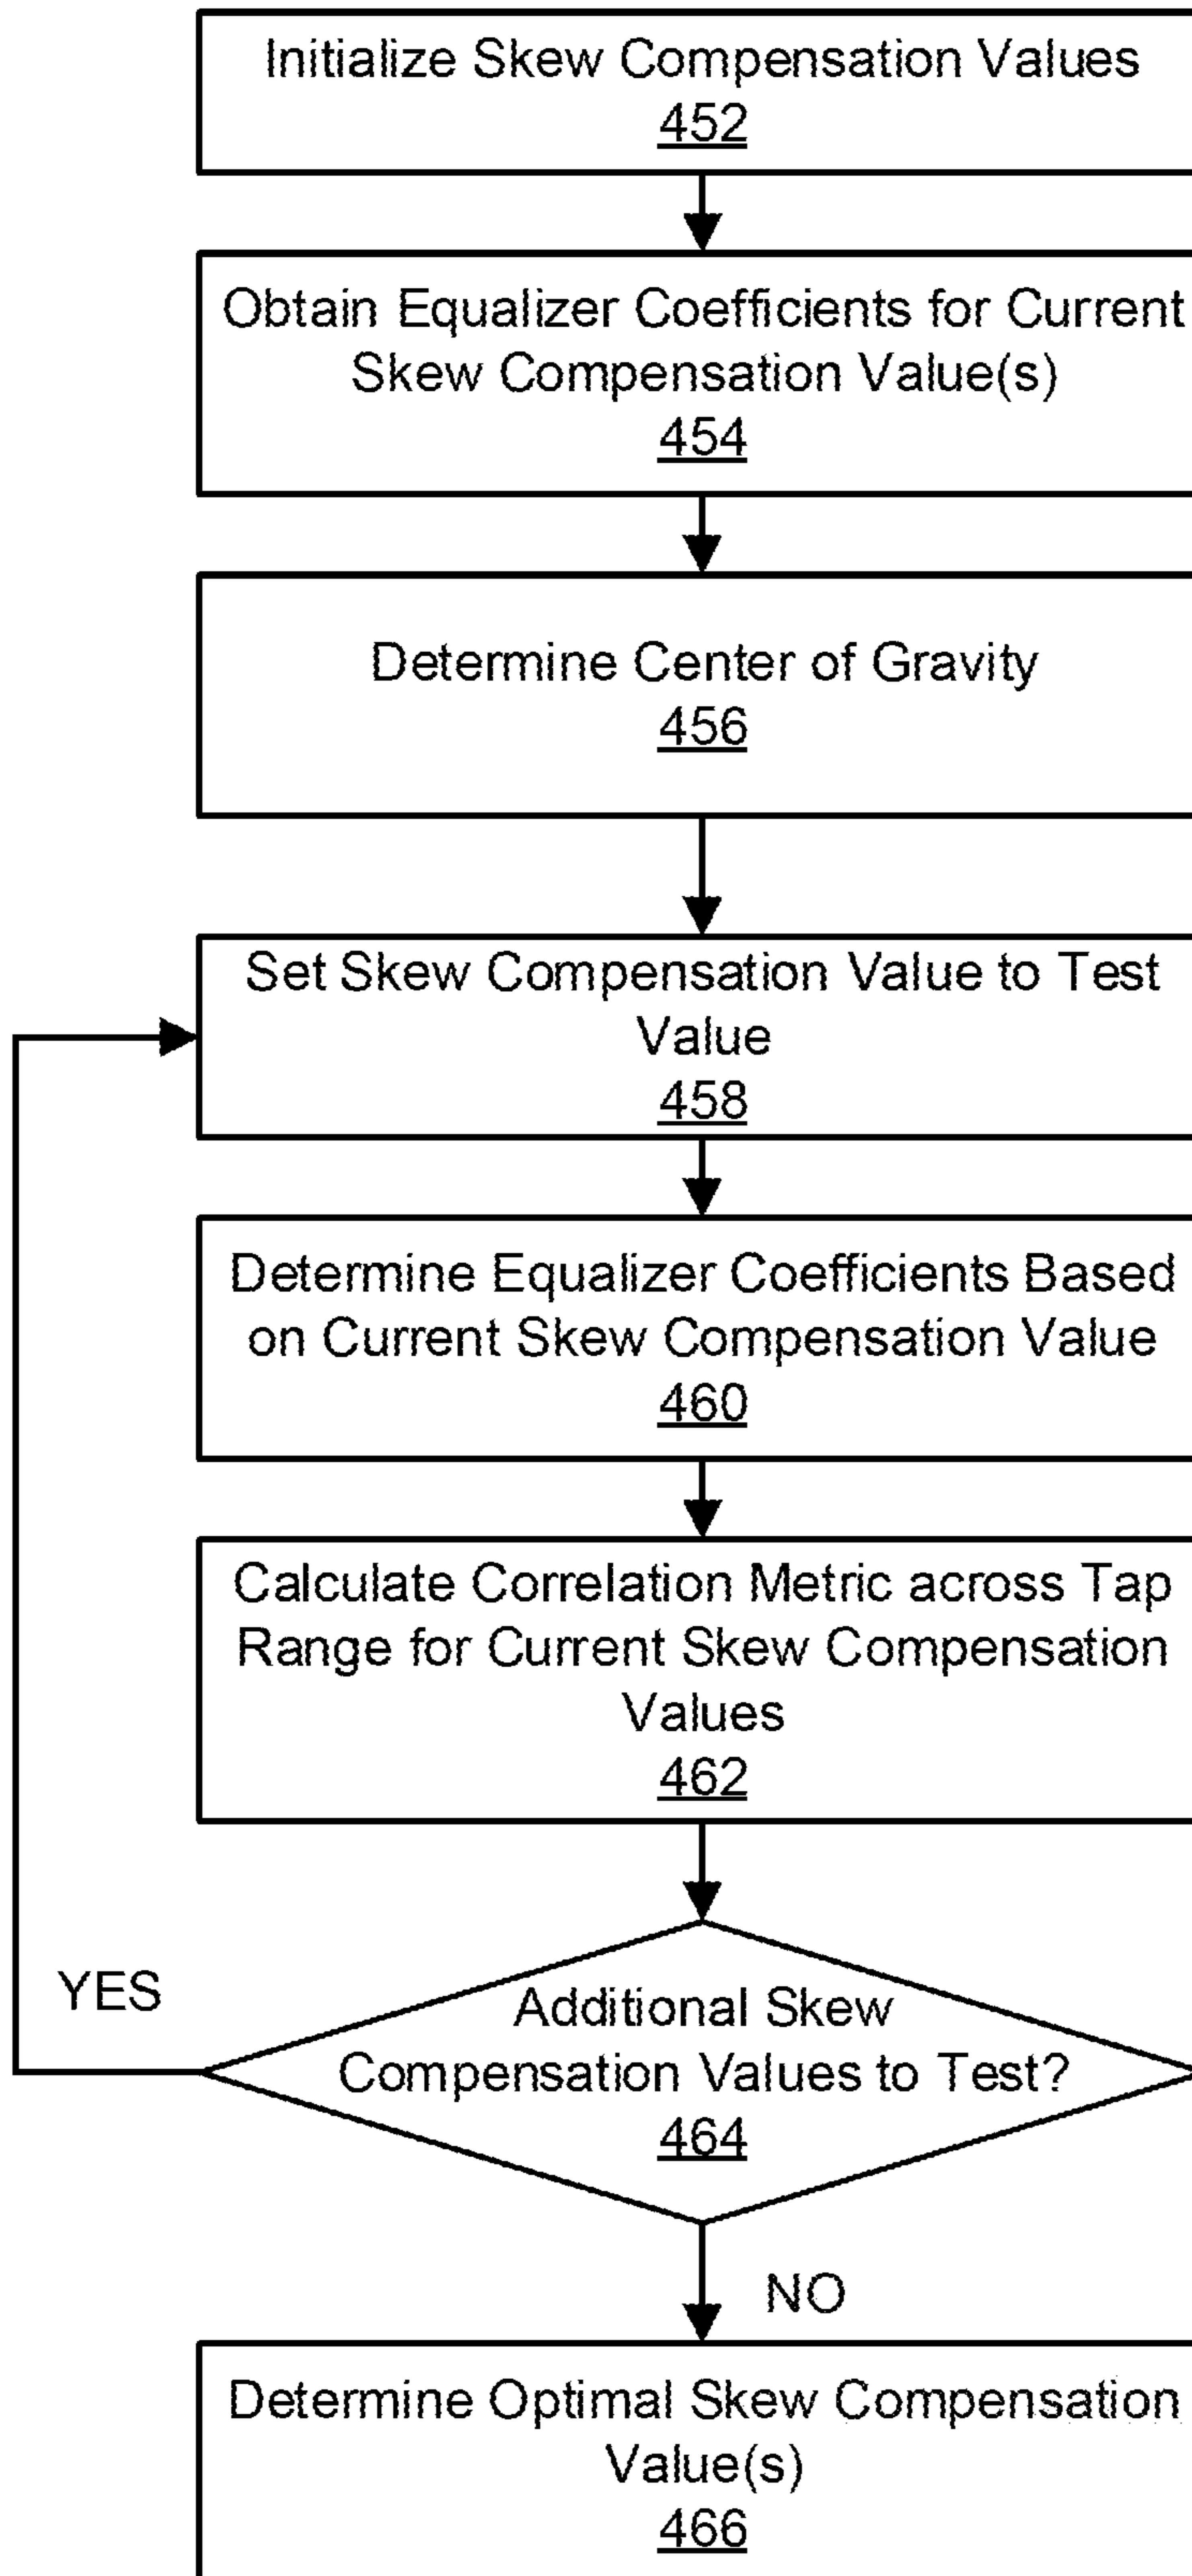 Initialize Skew Compensation Values
452
Obtain Equalizer Coefficients for Current
Skew Compensation Value(s)
454
Determine Center of Gravity
456
Set Skew Compensation Value to Test
Value
458
Determine Equalizer Coefficients Based
on Current Skew Compensation Value
460
Calculate Correlation Metric across Tap
Range for Current Skew Compensation
Values
462
YES
Additional Skew
Compensation Values to Test?
464
NO
Determine Optimal Skew Compensation
Value(s)
466